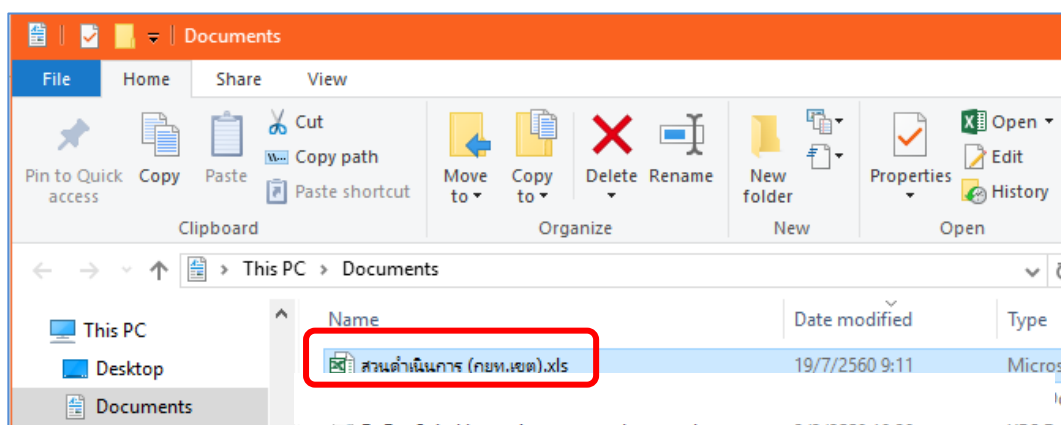 Documents
File Home Share View
Pin to Quick access
Copy
Paste
Cut
Copy path
Paste shortcut
Clipboard
Move to
Copy to
Delete
Rename
Organize
New folder
New
Properties
Open
Edit
History
Open
This PC > Documents
This PC
Desktop
Documents
Name Date modified Type
สวนดำเนินการ (กยท.เขต).xls 19/7/2560 9:11 Micros